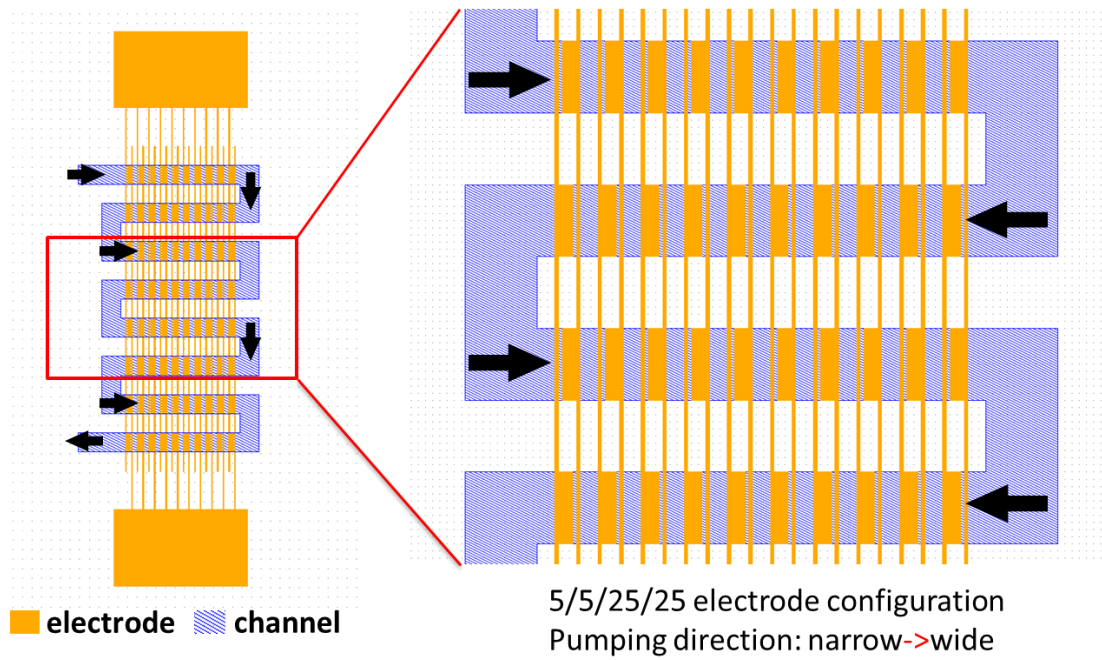 electrode channel
5/5/25/25 electrode configuration
Pumping direction: narrow->wide